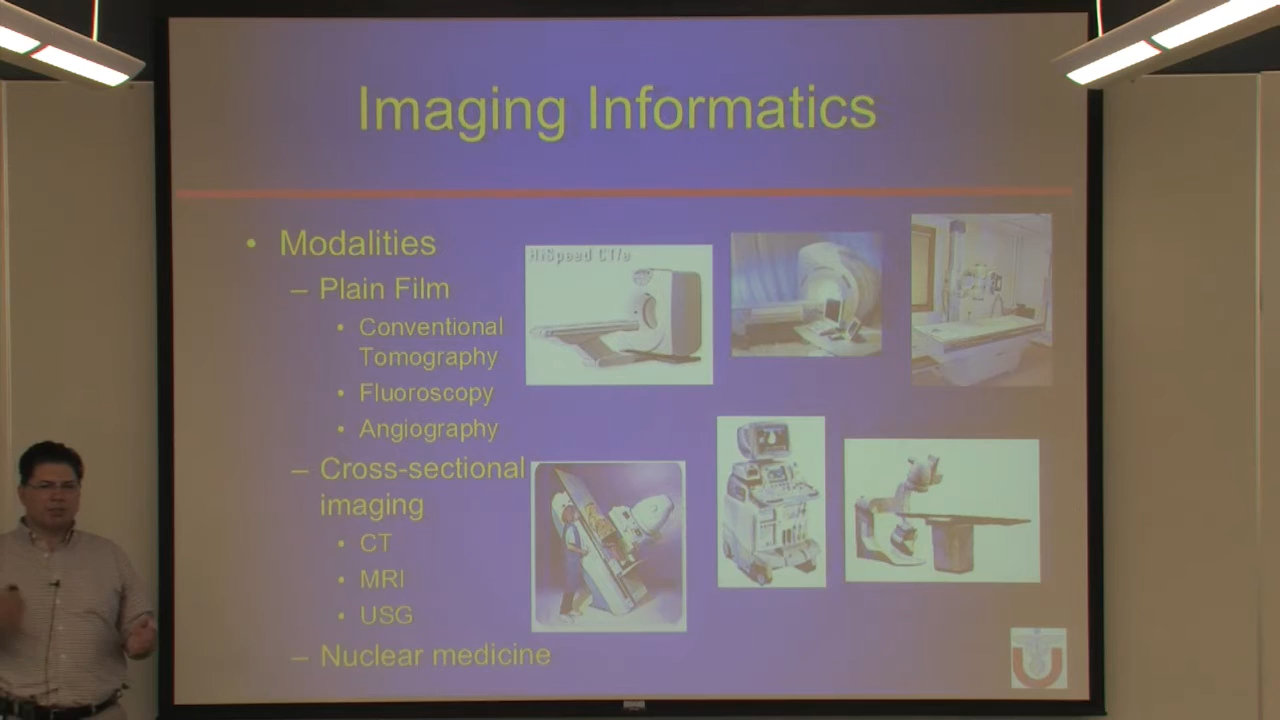 Imaging Informatics
• Modalities
– Plain Film
• Conventional
Tomography
• Fluoroscopy
• Angiography
– Cross-sectional
imaging
• CT
• MRI
• USG
– Nuclear medicine
HiSpeed CT/e
U